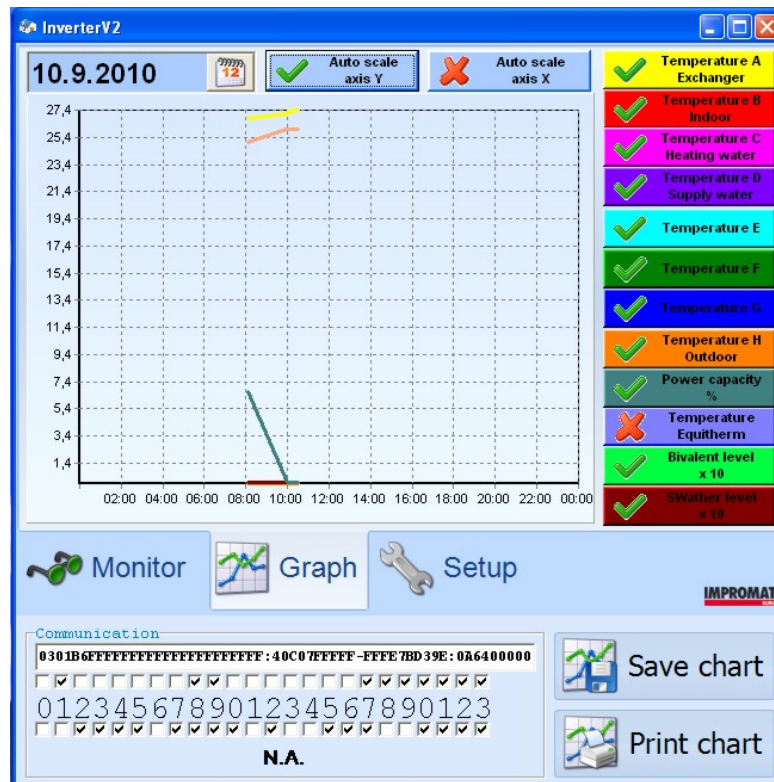 InverterV2
10.9.2010
12
Auto scale
axis Y
Auto scale
axis X
27,4
25,4
23,4
21,4
19,4
17,4
15,4
13,4
11,4
9,4
7,4
5,4
3,4
1,4
02:00 04:00 06:00 08:00 10:00 12:00 14:00 16:00 18:00 20:00 22:00 00:00
Temperature A
Exchanger
Temperature B
Indoor
Temperature C
Heating water
Temperature D
Supply water
Temperature E
Temperature F
Temperature G
Temperature H
Outdoor
Power capacity
%
Temperature
Equitherm
Bivalent level
x 10
SWather level
x 10
Monitor
Graph
Setup
IMPROMAT
Communication
0301B6FFFFFFFFFFFFFFFFFFFFF:40C07FFFFF-FFFE7BD39E:0A6400000
012345678901234567890123
N.A.
Save chart
Print chart